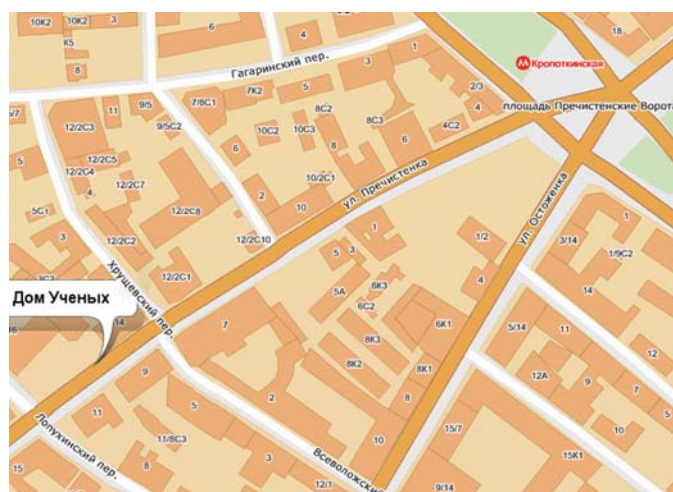 10К2
10К2
3
6
4
18
К5
8
Гагаринский пер.
3
1
Кропоткинская
2/3
4
площадь Пречистенские Ворота
12/2С3
11
9/5
9/5С2
7/8С1
7К2
5
8С2
10С2
10С3
8С3
8
6
4С2
6
5
12/2С5
12/2С4
4
12/2С7
5С1
3
12/2С2
12/2С8
2
10/2С1
10
ул. Пречистенка
12/2С10
12/2С1
1
3
5
5А
6К3
6С2
1/2
4
ул. Остоженка
3/14
1
1/9С2
14
Хрущевский пер.
Дом Ученых
14
7
8К3
8К2
6К1
8К1
8
5/14
11
12
12А
9
7
5
10
9
5
2
11
11/8С3
Лопухинский пер.
8
3
Всеволожский
12/1
10
15/7
15К1
9/14
15